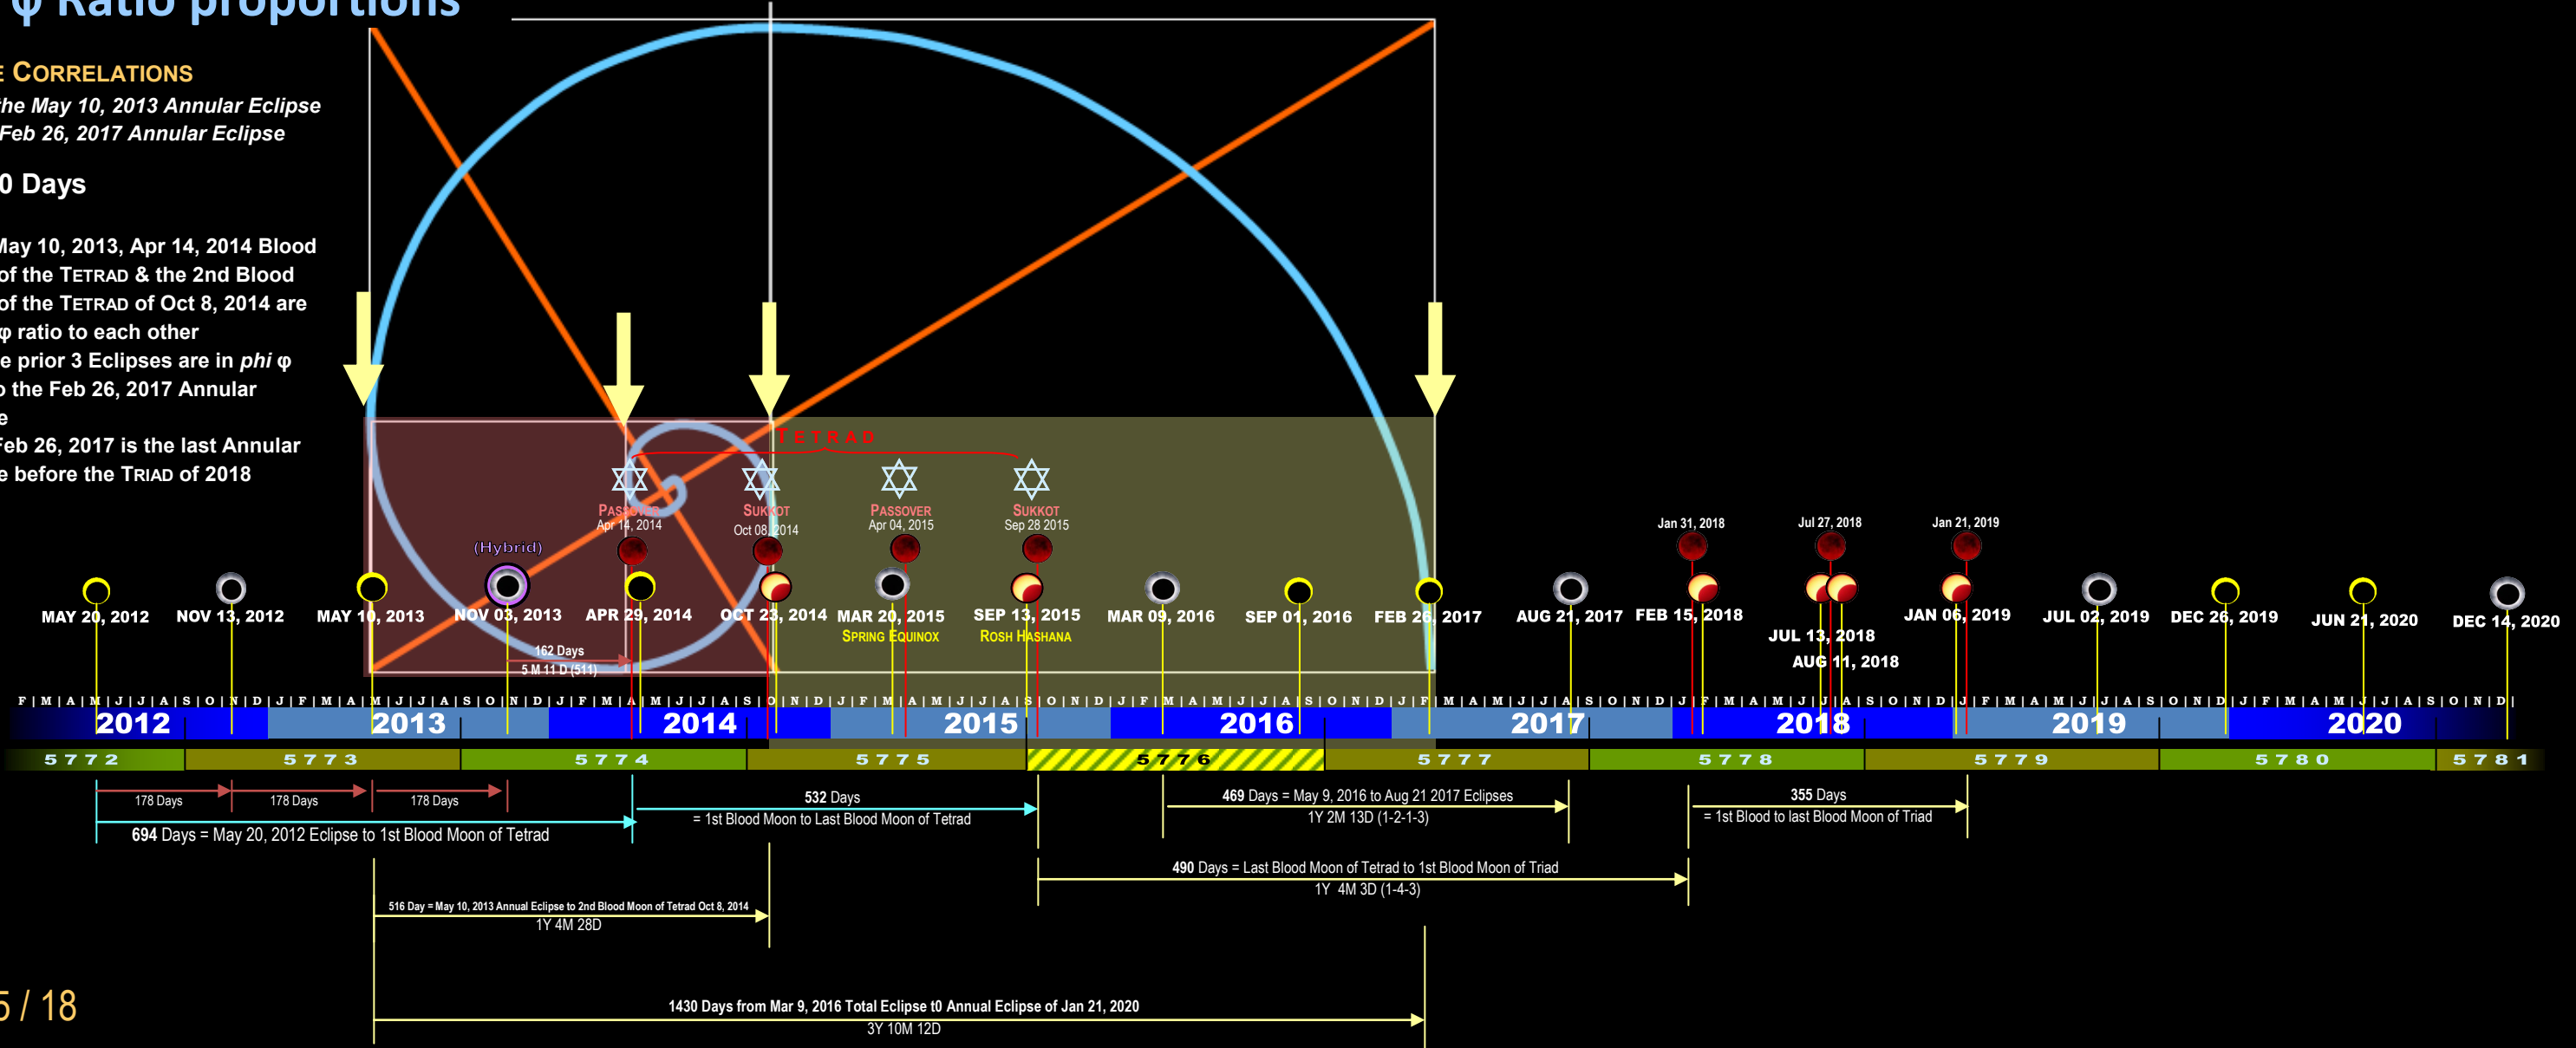 φ Ratio proportions
E CORRELATIONS
the May 10, 2013 Annular Eclipse
Feb 26, 2017 Annular Eclipse
0 Days
May 10, 2013, Apr 14, 2014 Blood
of the TETRAD & the 2nd Blood
of the TETRAD of Oct 8, 2014 are
φ ratio to each other
e prior 3 Eclipses are in phi φ
o the Feb 26, 2017 Annular
e
Feb 26, 2017 is the last Annular
e before the TRIAD of 2018
TETRAD
PASSOVER
Apr 14, 2014
SUKKOT
Oct 08, 2014
PASSOVER
Apr 04, 2015
SUKKOT
Sep 28 2015
Jan 31, 2018
Jul 27, 2018
Jan 21, 2019
(Hybrid)
MAY 20, 2012
NOV 13, 2012
MAY 10, 2013
NOV 03, 2013
APR 29, 2014
OCT 23, 2014
MAR 20, 2015
SPRING EQUINOX
SEP 13, 2015
ROSH HASHANA
MAR 09, 2016
SEP 01, 2016
FEB 26, 2017
AUG 21, 2017
FEB 15, 2018
JUL 13, 2018
AUG 11, 2018
JAN 06, 2019
JUL 02, 2019
DEC 26, 2019
JUN 21, 2020
DEC 14, 2020
162 Days
5 M 11 D (511)
F | M | A | M | J | J | A | S | O | N | D | J | F | M | A | M | J | J | A | S | O | N | D | J | F | M | A | M | J | J | A | S | O | N | D | J | F | M | A | M | J | J | A | S | O | N | D | J | F | M | A | M | J | J | A | S | O | N | D | J | F | M | A | M | J | J | A | S | O | N | D | J | F | M | A | M | J | J | A | S | O | N | D | J | F | M | A | M | J | J | A | S | O | N | D | J | F | M | A | M | J | J | A | S | O | N | D |
2012 2013 2014 2015 2016 2017 2018 2019 2020
5772 5773 5774 5775 5776 5777 5778 5779 5780 5781
178 Days
178 Days
178 Days
694 Days = May 20, 2012 Eclipse to 1st Blood Moon of Tetrad
532 Days
= 1st Blood Moon to Last Blood Moon of Tetrad
469 Days = May 9, 2016 to Aug 21 2017 Eclipses
1Y 2M 13D (1-2-1-3)
355 Days
= 1st Blood to last Blood Moon of Triad
490 Days = Last Blood Moon of Tetrad to 1st Blood Moon of Triad
1Y 4M 3D (1-4-3)
516 Day = May 10, 2013 Annual Eclipse to 2nd Blood Moon of Tetrad Oct 8, 2014
1Y 4M 28D
1430 Days from Mar 9, 2016 Total Eclipse t0 Annual Eclipse of Jan 21, 2020
3Y 10M 12D
5 / 18